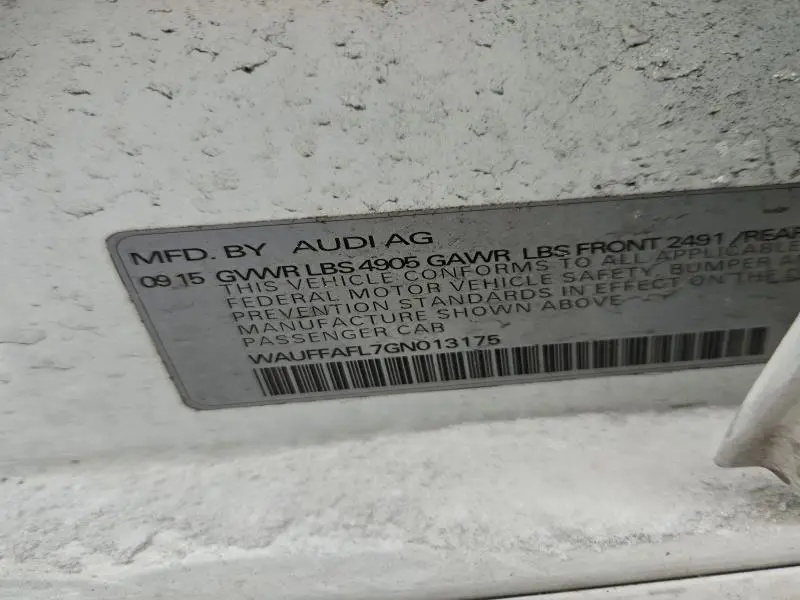 MFD. BY AUDI AG
09 15 GVWR LBS 4905 GAWR LBS FRONT 2491 /REAR
THIS VEHICLE CONFORMS TO ALL APPLICABLE
FEDERAL MOTOR VEHICLE SAFETY, BUMPER
PREVENTION STANDARDS IN EFFECT ON THE
MANUFACTURE SHOWN ABOVE
PASSENGER CAR
WAUFFAFL7GN013175